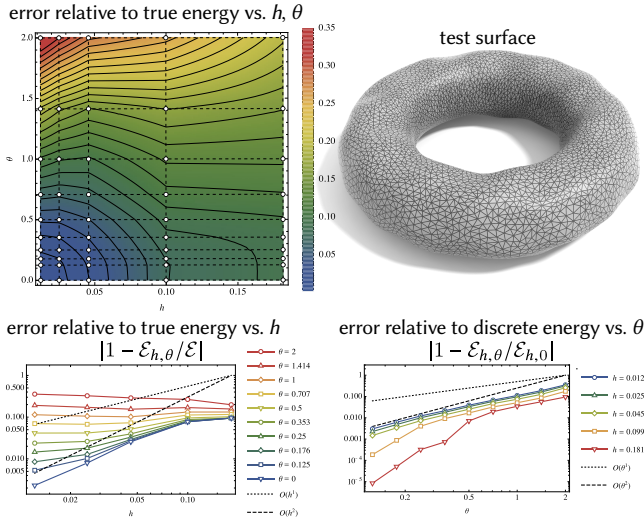 error relative to true energy vs. h, θ
test surface
2.0
1.5
1.0
0.5
0.0
θ
0.05
0.10
0.15
h
0.35
0.30
0.25
0.20
0.15
0.10
0.05
error relative to true energy vs. h
|1 − ℰh,θ/ℰ|
0.500
0.100
0.050
0.010
0.005
0.02
0.05
0.10
h
θ = 2
θ = 1.414
θ = 1
θ = 0.707
θ = 0.5
θ = 0.353
θ = 0.25
θ = 0.176
θ = 0.125
θ = 0
O(h¹)
O(h²)
error relative to discrete energy vs. θ
|1 − ℰh,θ/ℰh,0|
1
0.100
0.010
0.001
10⁻⁴
10⁻⁵
0.2
0.5
1
2
θ
h = 0.012
h = 0.025
h = 0.045
h = 0.099
h = 0.181
O(θ¹)
O(θ²)